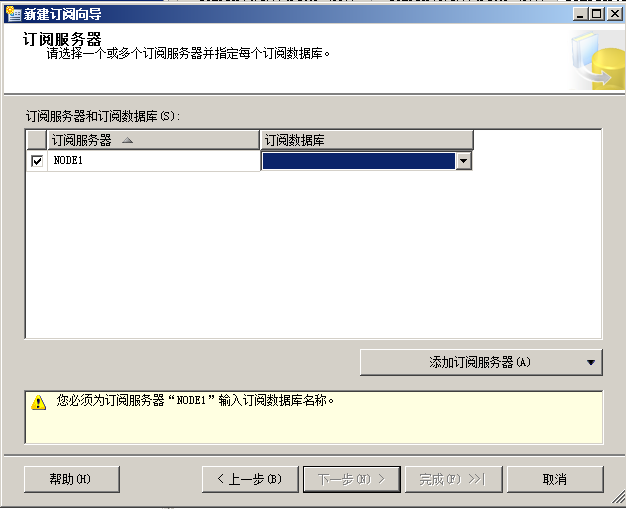 新建订阅向导
订阅服务器
请选择一个或多个订阅服务器并指定每个订阅数据库。
订阅服务器和订阅数据库(S):
订阅服务器 订阅数据库
NODE1
添加订阅服务器(A)
您必须为订阅服务器“NODE1”输入订阅数据库名称。
帮助(H) < 上一步(B) 下一步(N) > 完成(F) >>| 取消